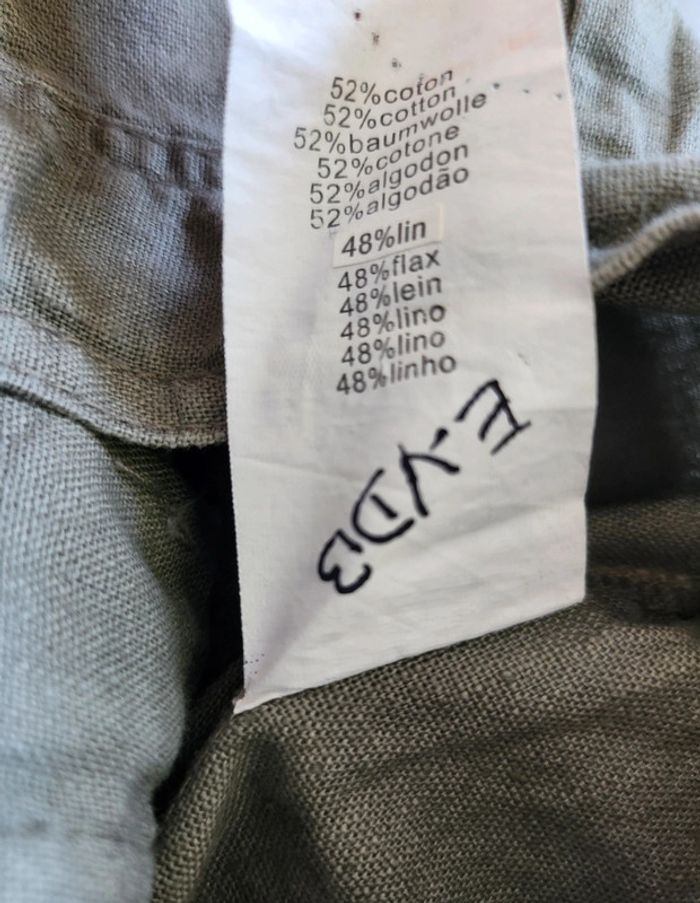 52%coton
52%cotton
52%baumwolle
52%cotone
52%algodon
52%algodão
48%lin
48%flax
48%lein
48%lino
48%lino
48%linho
E.VDB